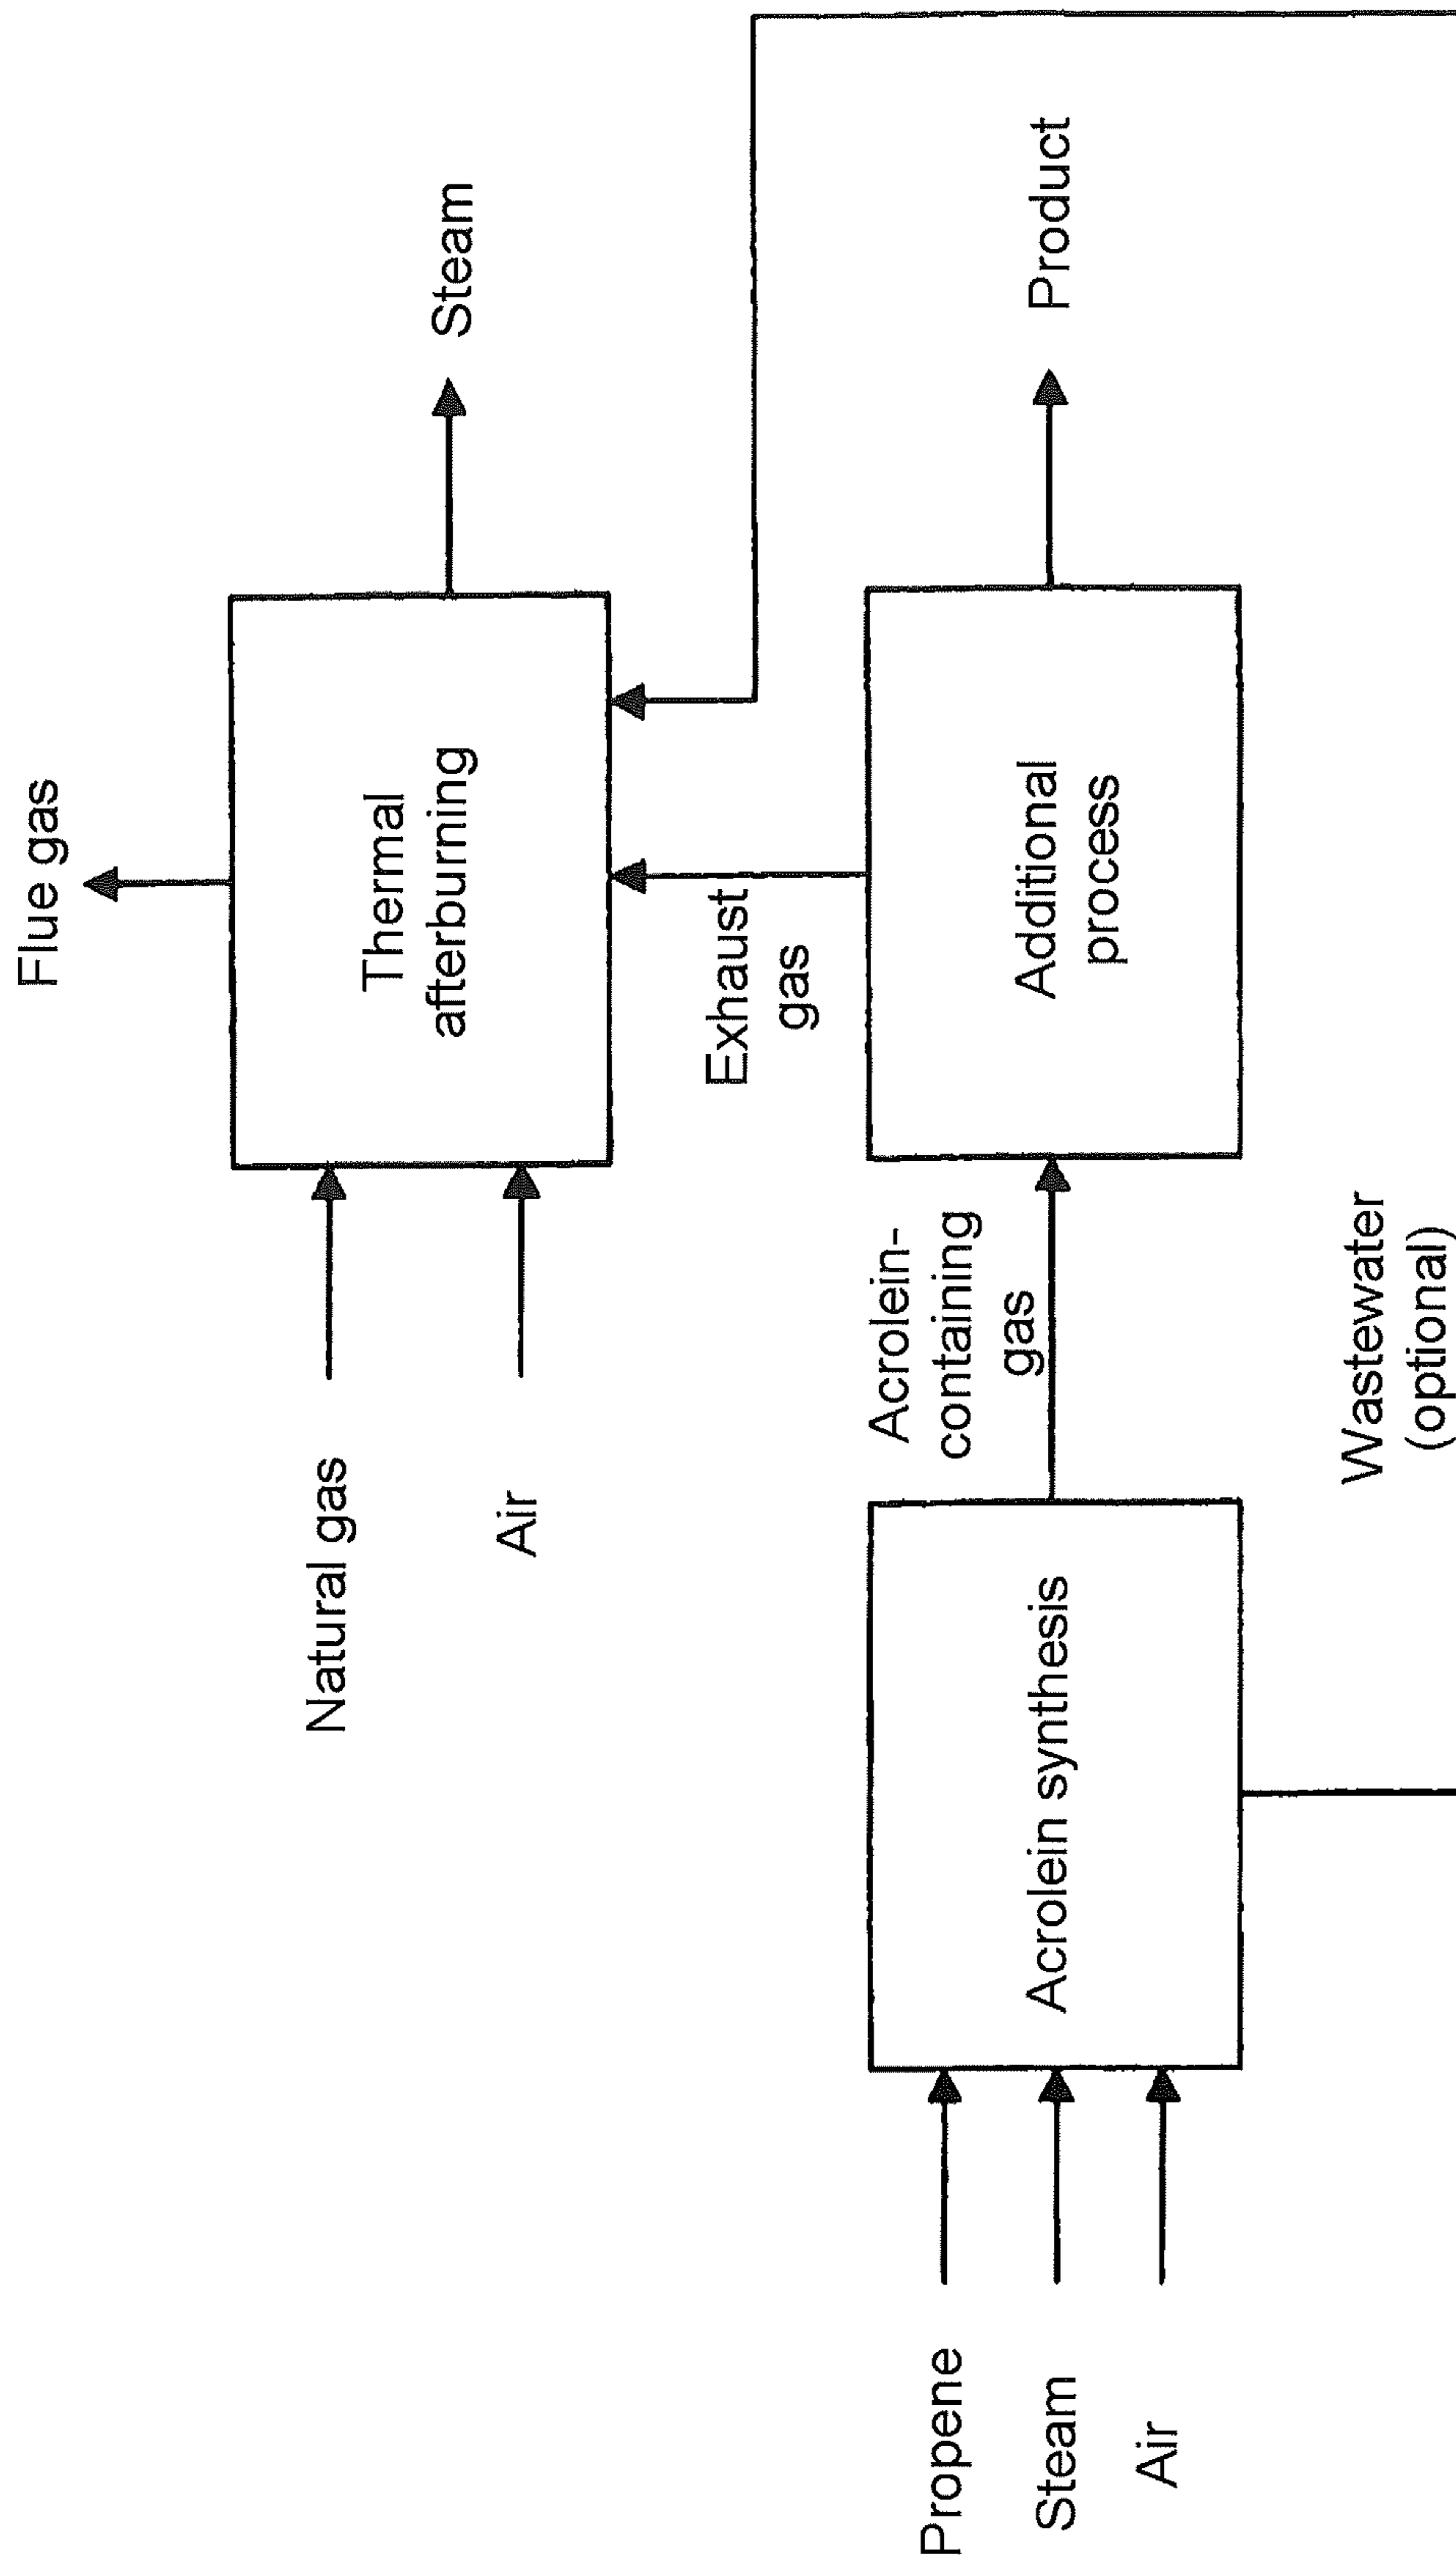 Flue gas
Natural gas
Air
Thermal
afterburning
Steam
Exhaust
gas
Propene
Steam
Air
Acrolein synthesis
Acrolein-
containing
gas
Additional
process
Product
Wastewater
(optional)